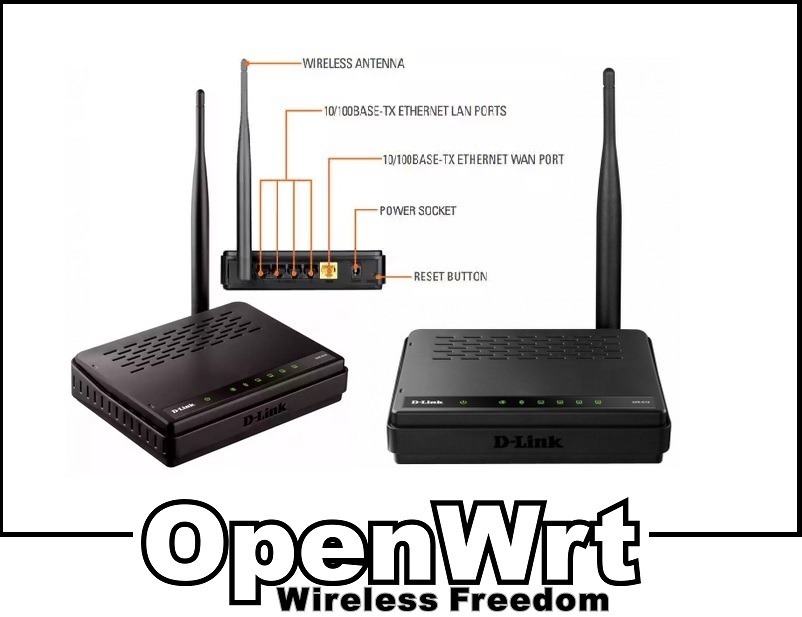 WIRELESS ANTENNA
10/100BASE-TX ETHERNET LAN PORTS
10/100BASE-TX ETHERNET WAN PORT
POWER SOCKET
RESET BUTTON
D-Link
D-Link
D-Link
D-Link
OpenWrt
Wireless Freedom